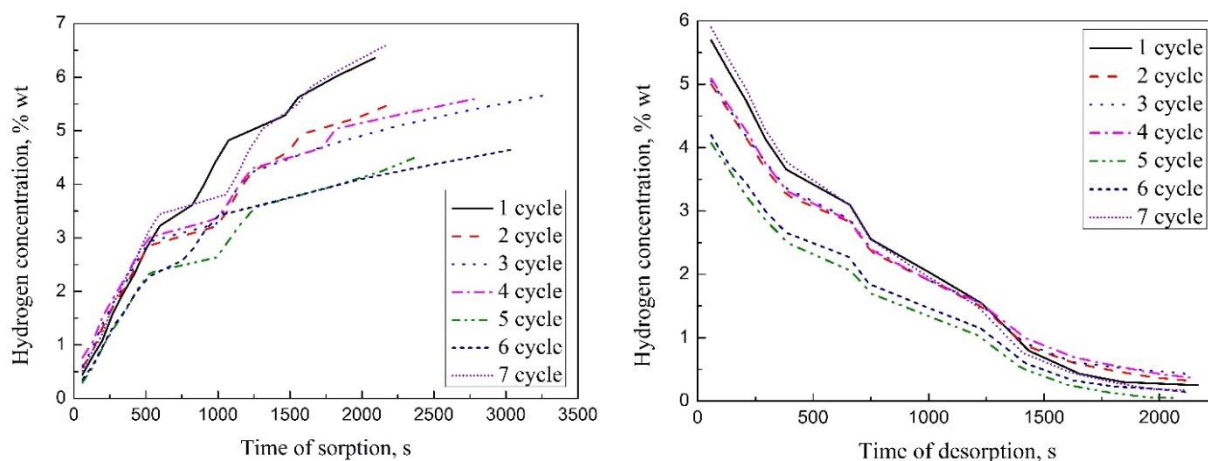 Hydrogen concentration, % wt
7
6
5
4
3
2
1
0
0
500
1000
1500
2000
2500
3000
3500
Time of sorption, s
1 cycle
2 cycle
3 cycle
4 cycle
5 cycle
6 cycle
7 cycle
Hydrogen concentration, % wt
6
5
4
3
2
1
0
0
500
1000
1500
2000
Time of desorption, s
1 cycle
2 cycle
3 cycle
4 cycle
5 cycle
6 cycle
7 cycle